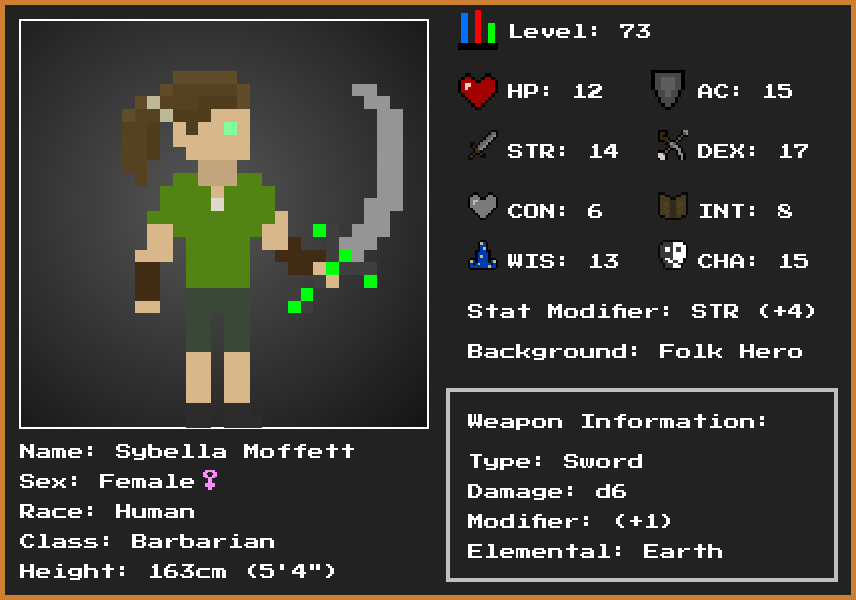 Level: 73
HP: 12 AC: 15
STR: 14 DEX: 17
CON: 6 INT: 8
WIS: 13 CHA: 15
Stat Modifier: STR (+4)
Background: Folk Hero
Weapon Information:
Type: Sword
Damage: d6
Modifier: (+1)
Elemental: Earth
Name: Sybella Moffett
Sex: Female♀
Race: Human
Class: Barbarian
Height: 163cm (5'4")